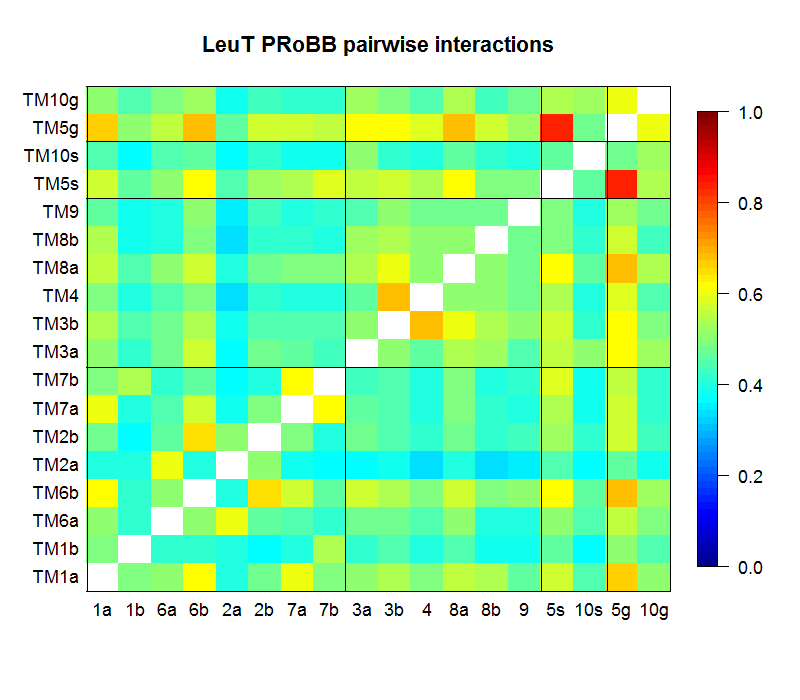 LeuT PRoBB pairwise interactions
TM10g
TM5g
TM10s
TM5s
TM9
TM8b
TM8a
TM4
TM3b
TM3a
TM7b
TM7a
TM2b
TM2a
TM6b
TM6a
TM1b
TM1a
1a 1b 6a 6b 2a 2b 7a 7b 3a 3b 4 8a 8b 9 5s 10s 5g 10g
1.0
0.8
0.6
0.4
0.2
0.0